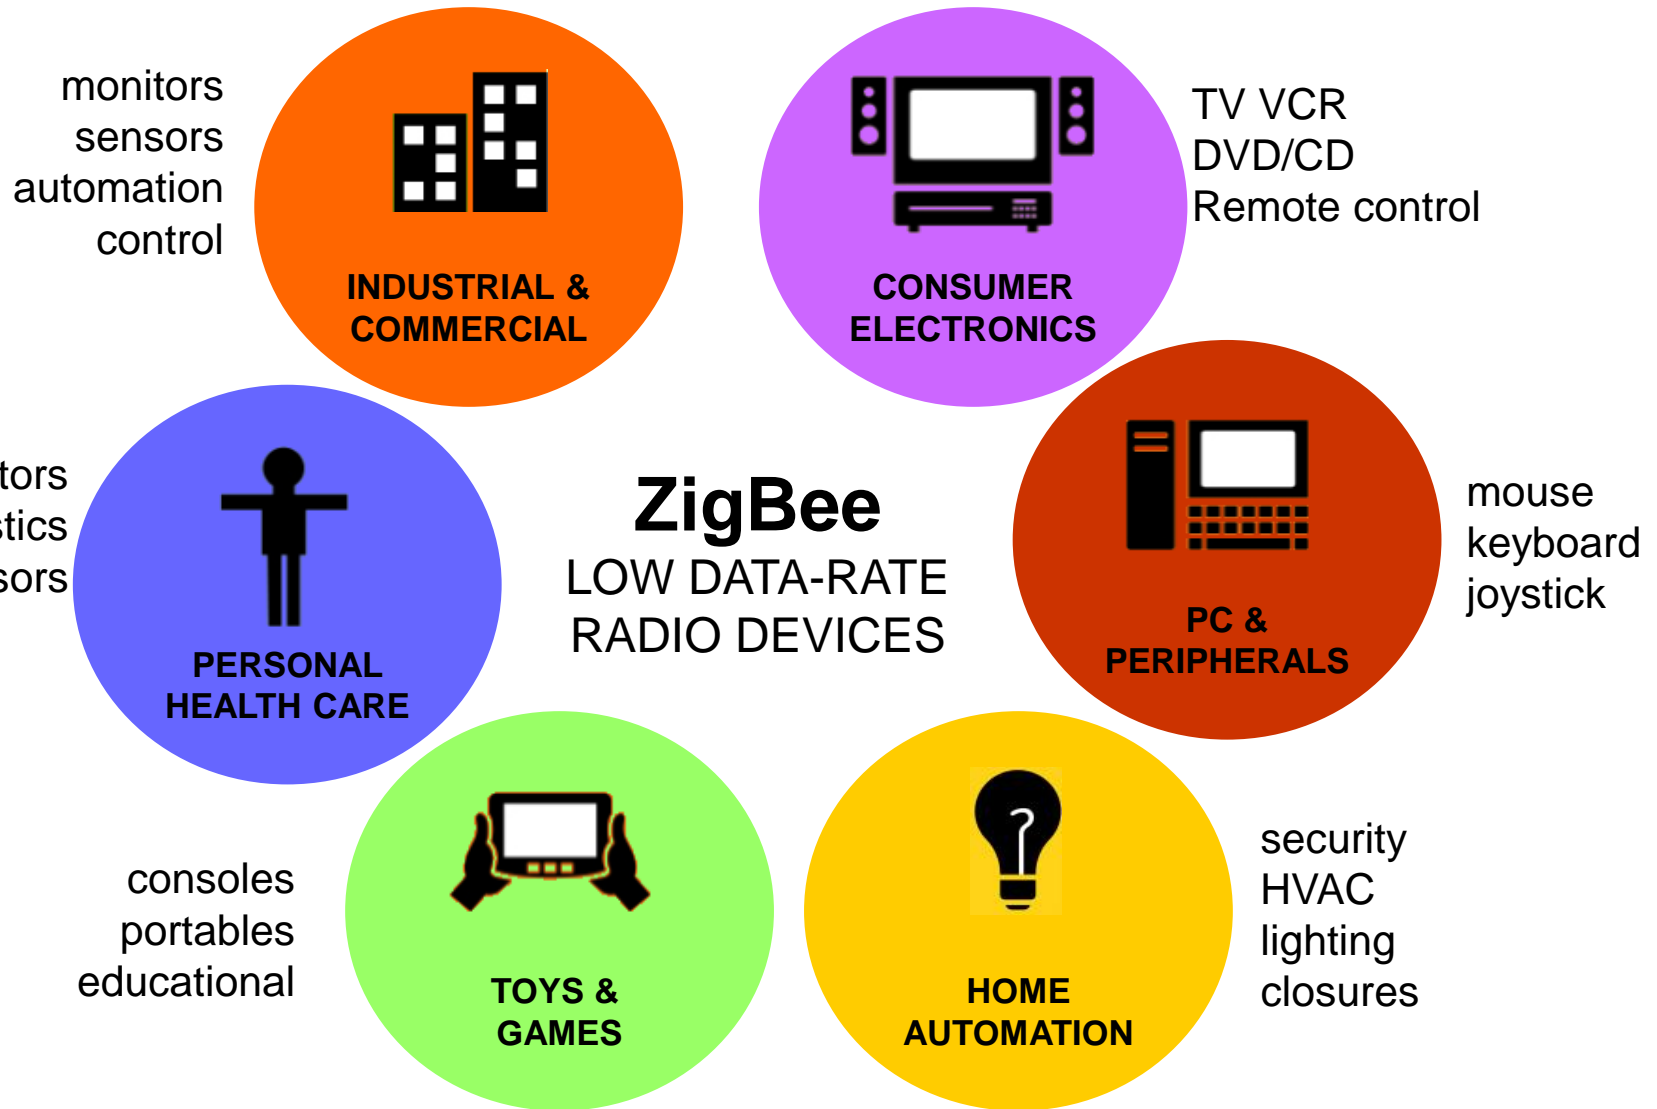 monitors
sensors
automation
control
INDUSTRIAL &
COMMERCIAL
TV VCR
DVD/CD
Remote control
CONSUMER
ELECTRONICS
PERSONAL
HEALTH CARE
ZigBee
LOW DATA-RATE
RADIO DEVICES
mouse
keyboard
joystick
PC &
PERIPHERALS
consoles
portables
educational
TOYS &
GAMES
security
HVAC
lighting
closures
HOME
AUTOMATION